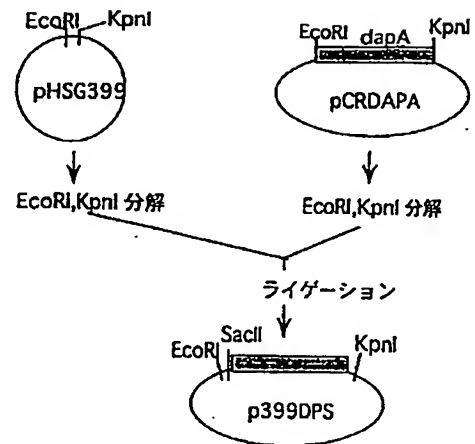 EcoRI KpnI
pHSG399
EcoRI dapA KpnI
pCRDAPA
EcoRI,KpnI 分解
EcoRI,KpnI 分解
ライゲーション
EcoRI SacII KpnI
p399DPS